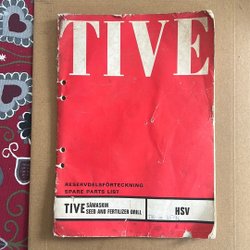 TIVE
RESERVDELSFÖRTECKNING
SPARE PARTS LIST
TIVE SÅMASKIN
SEED AND FERTILIZER DRILL
HSV